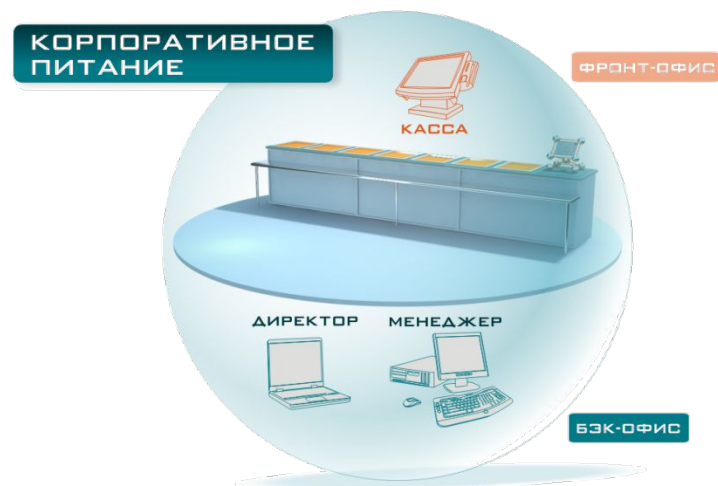 КОРПОРАТИВНОЕ
ПИТАНИЕ
ФРОНТ-ОФИС
КАССА
ДИРЕКТОР
МЕНЕДЖЕР
БЭК-ОФИС